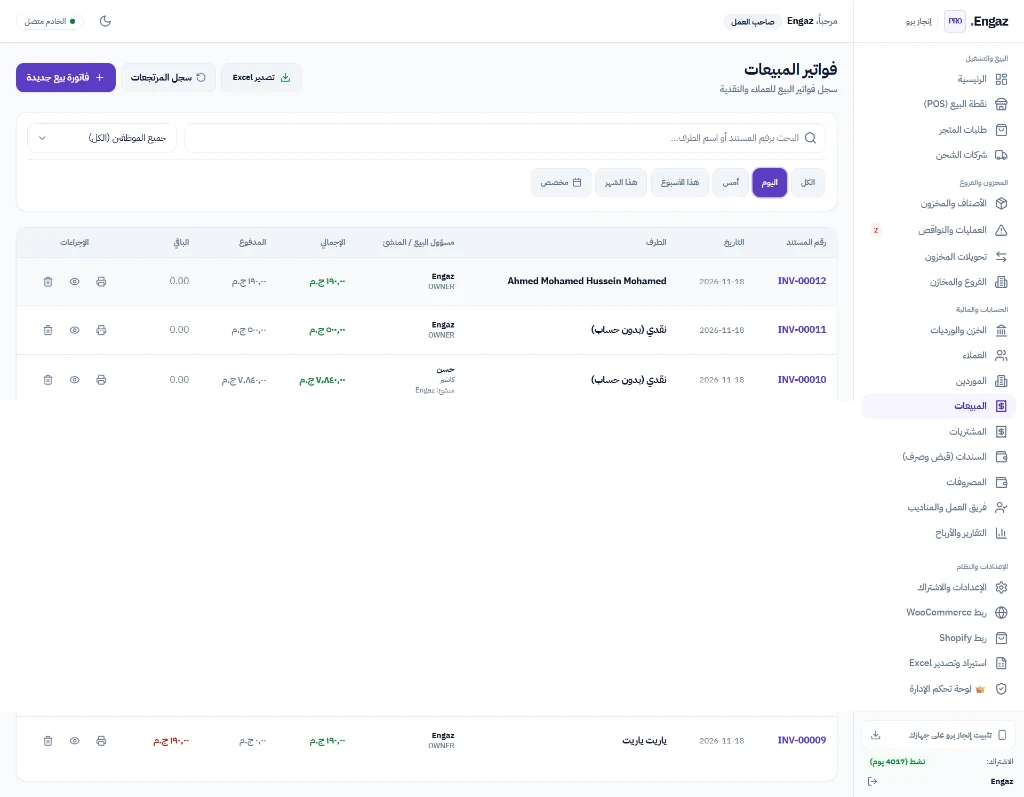 Engaz.
PRO
إنجاز برو
مرحباً، Engaz
صاحب العمل
الخادم متصل
البيع والتشغيل
الرئيسية
نقطة البيع (POS)
طلبات المتجر
شركات الشحن
المخزون والفروع
الأصناف والمخزون
العمليات والنواقص
2
تحويلات المخزون
الفروع والمخازن
الحسابات والمالية
الخزن والورديات
العملاء
الموردين
المبيعات
المشتريات
السندات (قبض وصرف)
المصروفات
فريق العمل والمناديب
التقارير والأرباح
الإعدادات والنظام
الإعدادات والاشتراك
ربط WooCommerce
ربط Shopify
استيراد وتصدير Excel
لوحة تحكم الإدارة
تثبيت إنجاز برو على جهازك
الاشتراك:
نشط (4017 يوم)
Engaz
فواتير المبيعات
سجل فواتير البيع للعملاء والنقدية
تصدير Excel
سجل المرتجعات
فاتورة بيع جديدة
البحث برقم المستند أو اسم الطرف...
جميع الموظفين (الكل)
الكل
اليوم
أمس
هذا الأسبوع
هذا الشهر
مخصص
رقم المستند التاريخ الطرف مسؤول البيع / المنشئ الإجمالي المدفوع الباقي الإجراءات
INV-00012 2026-11-18 Ahmed Mohamed Hussein Mohamed Engaz ١٩٠,٠٠ ج.م ١٩٠,٠٠ ج.م 0.00
OWNER
INV-00011 2026-11-18 نقدي (بدون حساب) Engaz ٥٠٠,٠٠ ج.م ٥٠٠,٠٠ ج.م 0.00
OWNER
INV-00010 2026-11-18 نقدي (بدون حساب) حسن ٧,٨٤٠,٠٠ ج.م ٧,٨٤٠,٠٠ ج.م 0.00
كاشير
Engaz
INV-00009 2026-11-18 ياريت ياريت Engaz ١٩٠,٠٠ ج.م ٠,٠٠ ج.م ١٩٠,٠٠ ج.م
OWNER